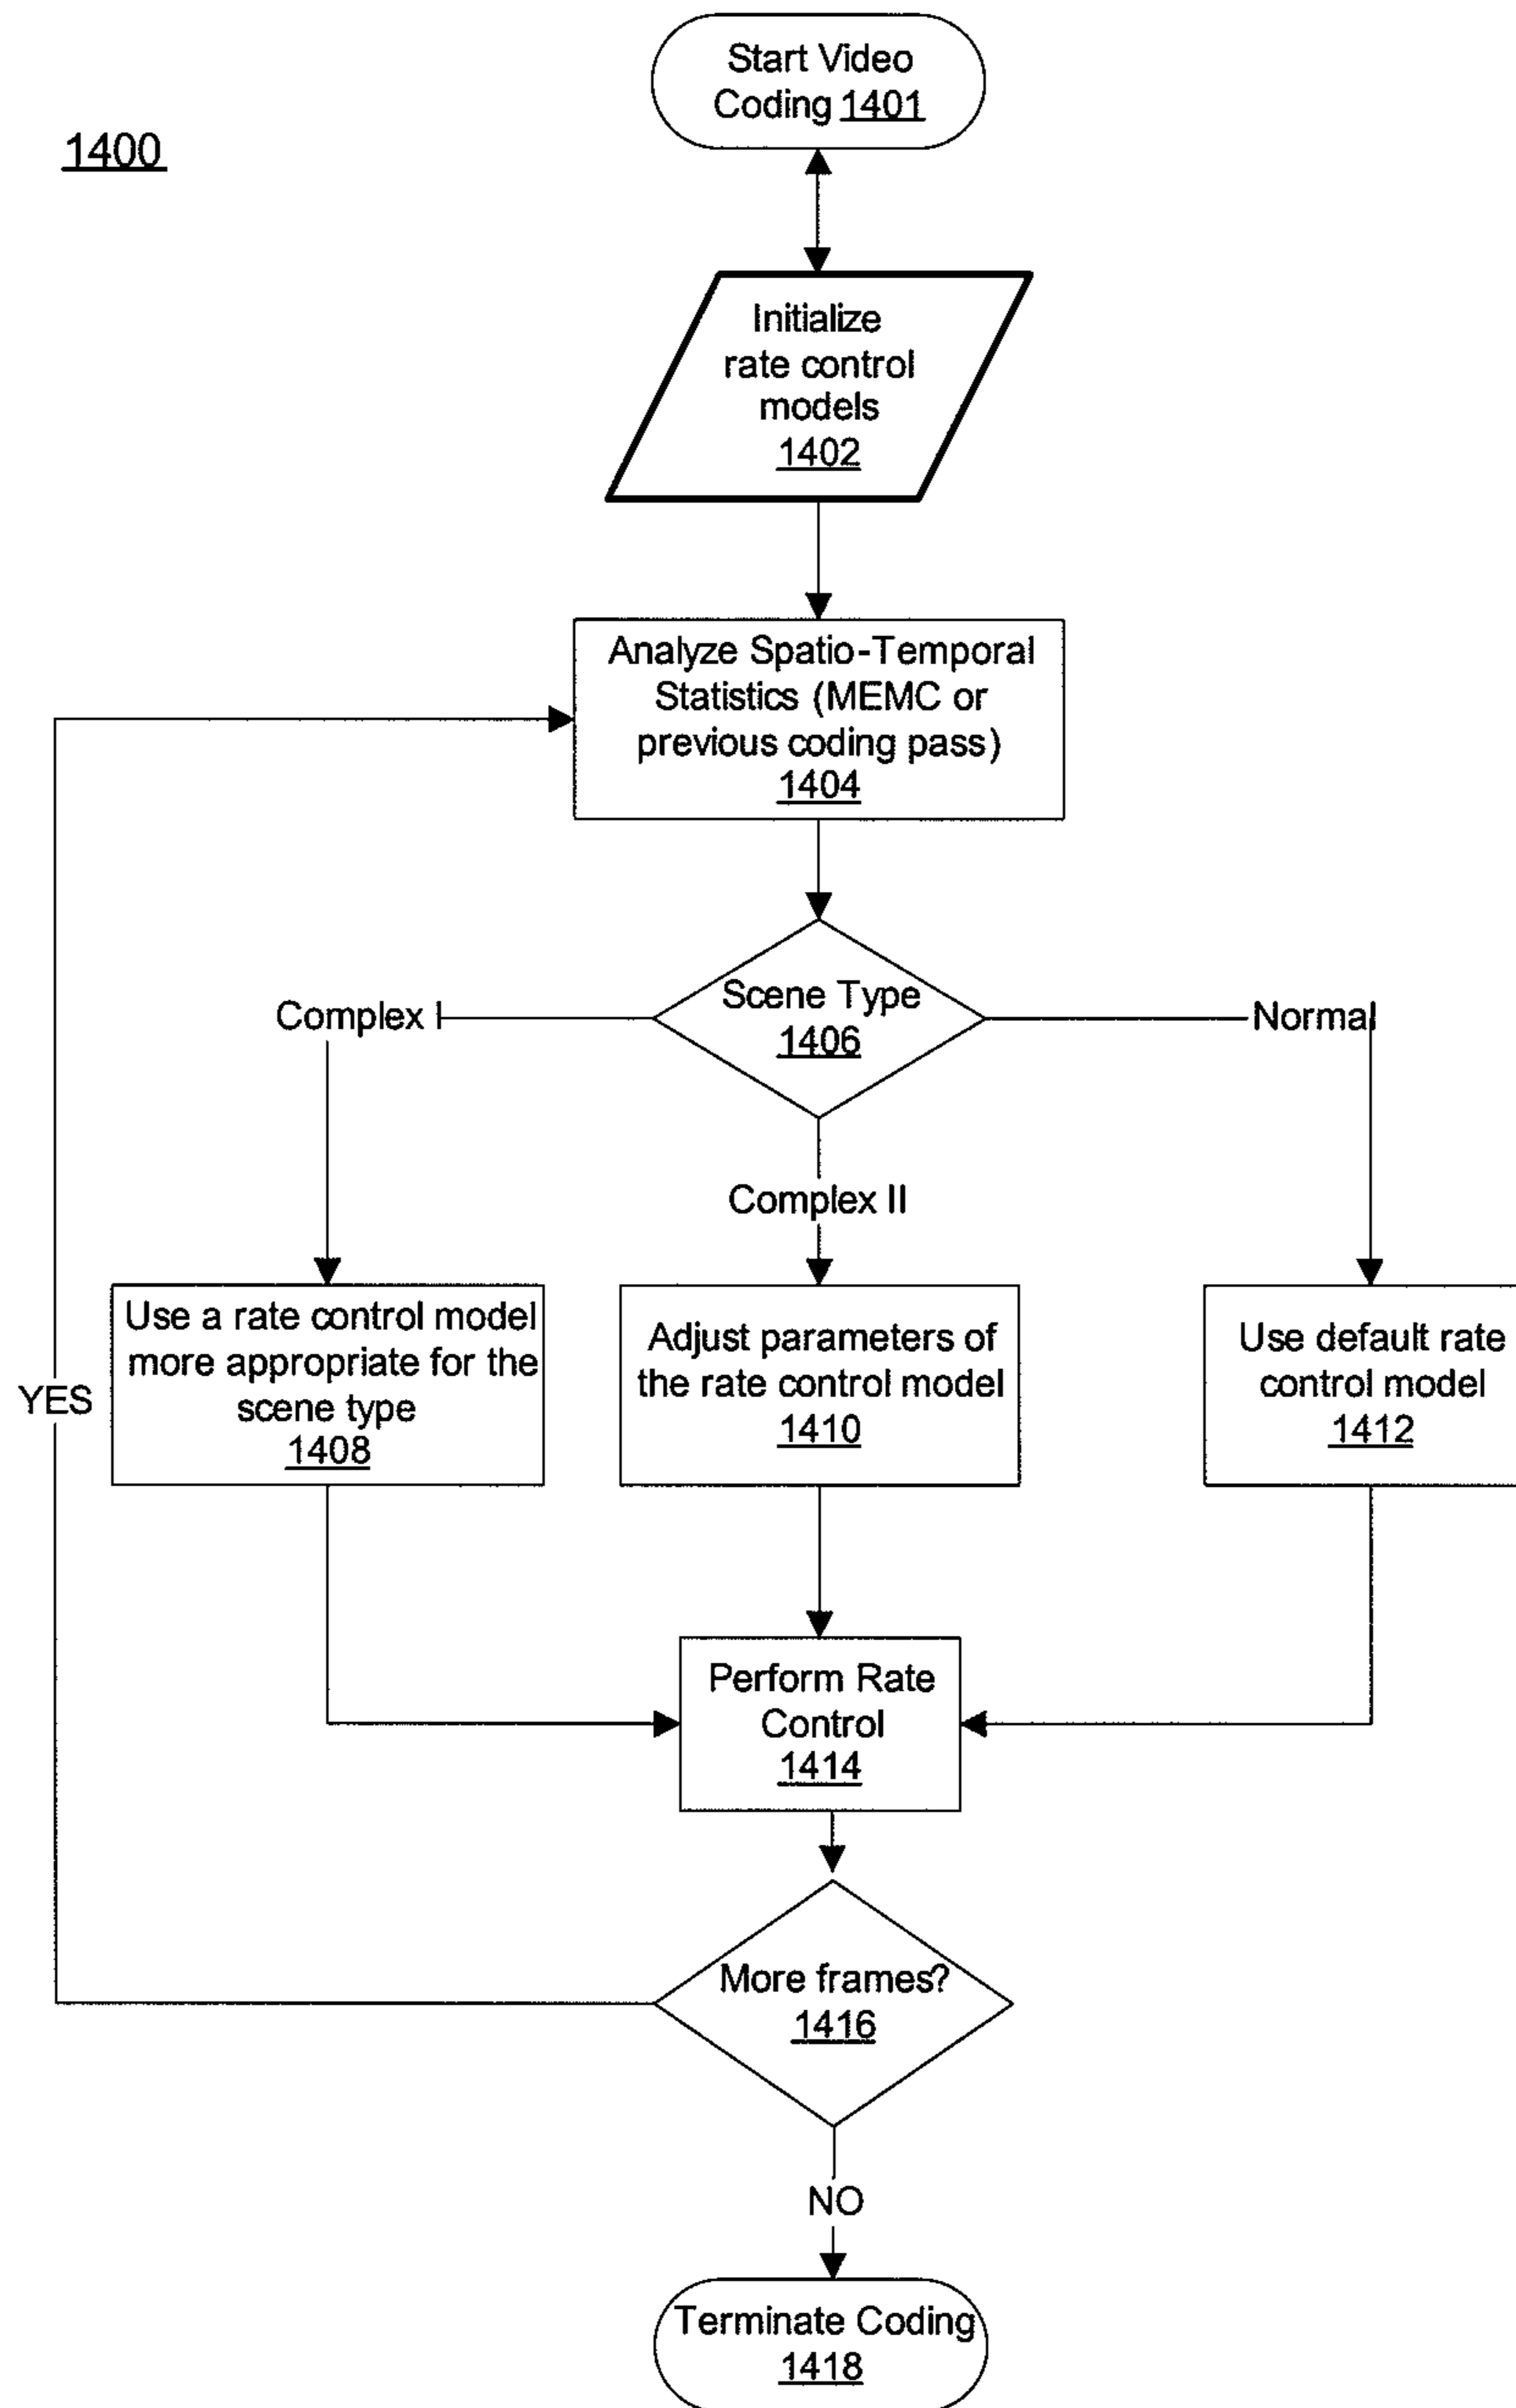 Start Video
Coding 1401
1400
Initialize
rate control
models
1402
Analyze Spatio-Temporal
Statistics (MEMC or
previous coding pass)
1404
Scene Type
1406
Complex I
Normal
Complex II
Use a rate control model
more appropriate for the
scene type
1408
Adjust parameters of
the rate control model
1410
Use default rate
control model
1412
YES
Perform Rate
Control
1414
More frames?
1416
NO
Terminate Coding
1418